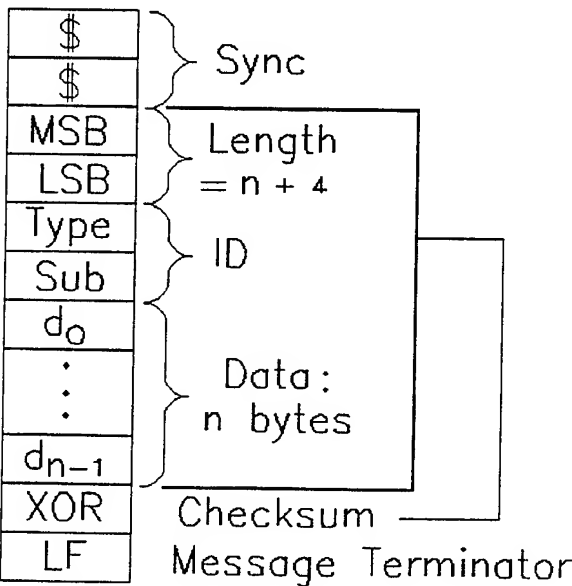 $
$
Sync
MSB
LSB
Length
= n + 4
Type
Sub
ID
d0
dn-1
Data:
n bytes
XOR
Checksum
LF
Message Terminator